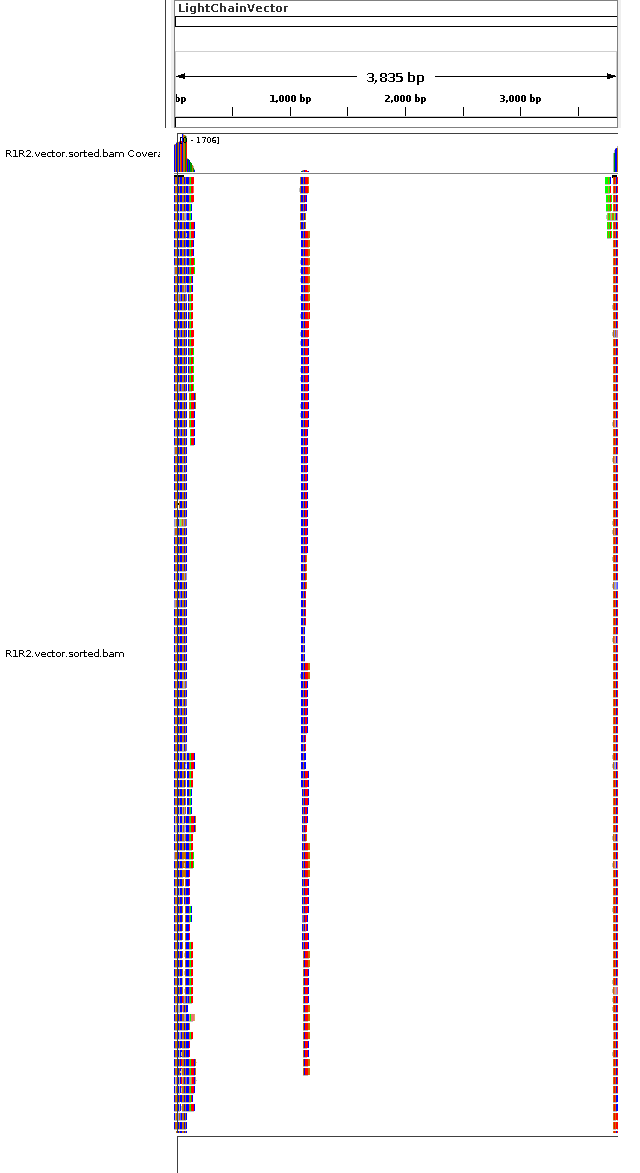 LightChainVector
3,835 bp
bp 1,000 bp 2,000 bp 3,000 bp
[0 - 1706]
R1R2.vector.sorted.bam Covera
R1R2.vector.sorted.bam